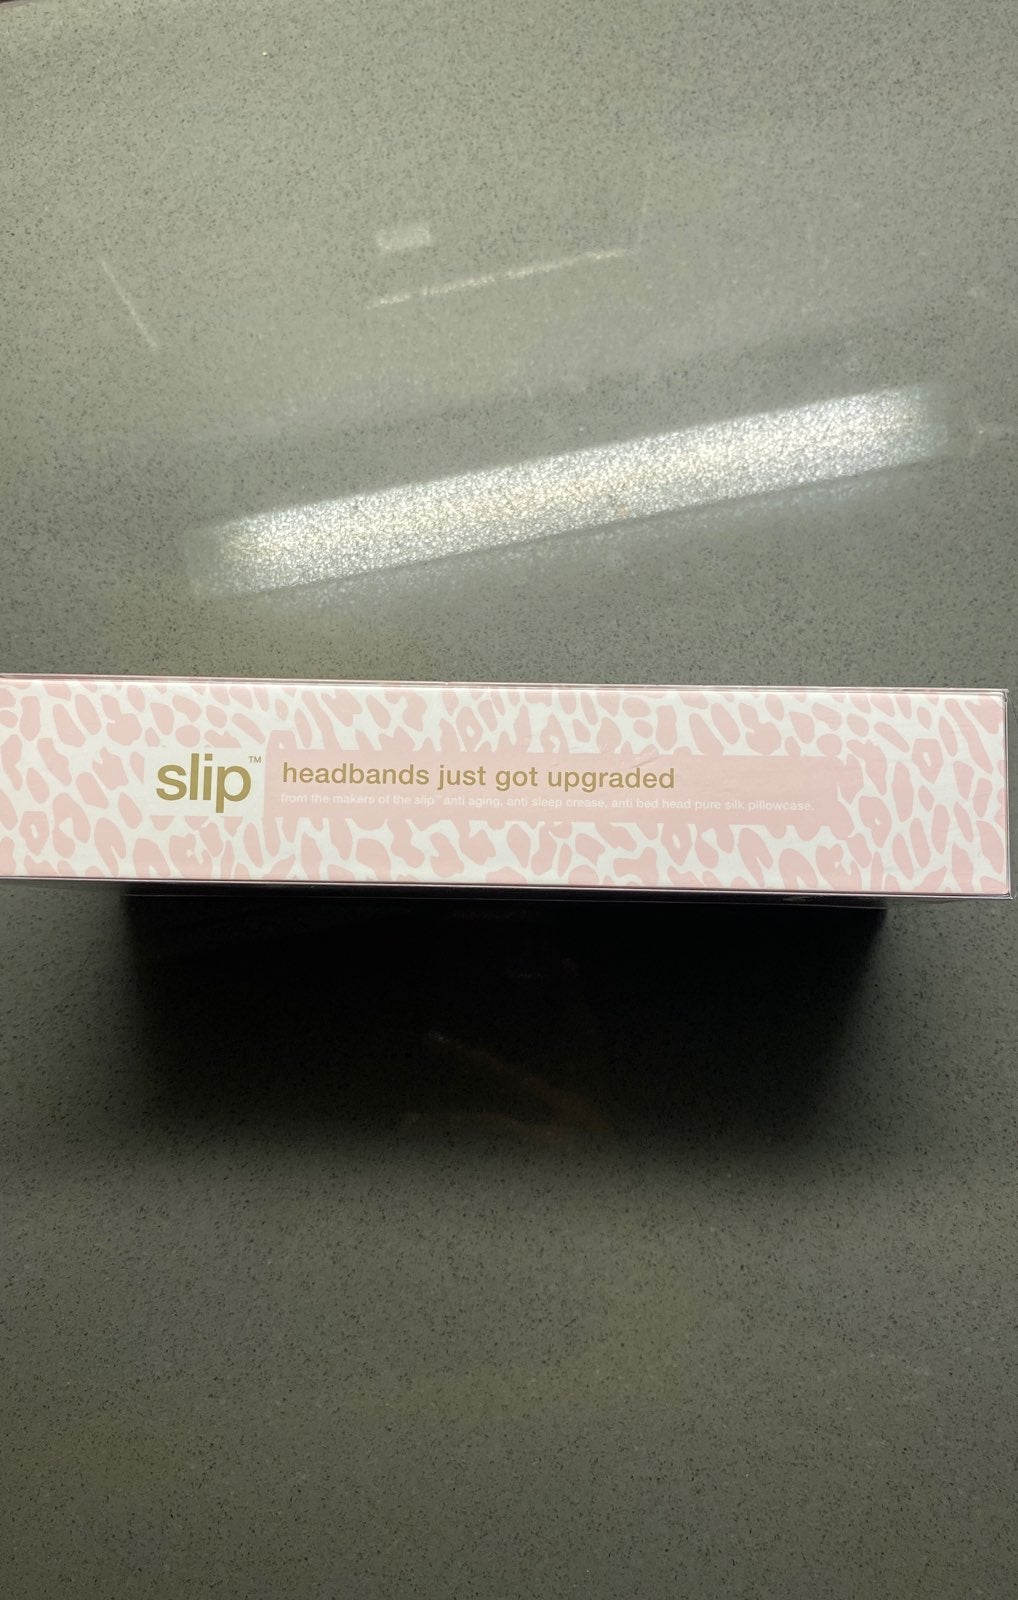 slip™
headbands just got upgraded
from the makers of the slip™ anti aging, anti sleep crease, anti bed head pure silk pillowcase.